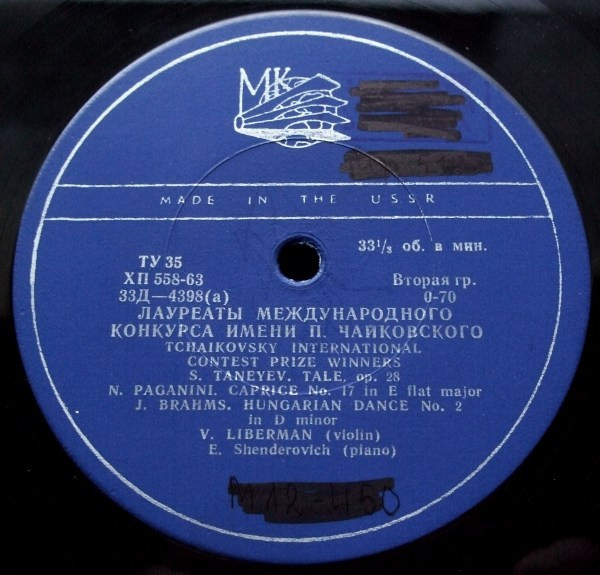 МК
MADE IN THE USSR
ТУ 35
33⅓ об. в мин.
ХП 558-63
Вторая гр.
33Д—4398(а)
0-70
ЛАУРЕАТЫ МЕЖДУНАРОДНОГО
КОНКУРСА ИМЕНИ П. ЧАЙКОВСКОГО
TCHAIKOVSKY INTERNATIONAL
CONTEST PRIZE WINNERS
S. TANEYEV. TALE, op. 28
N. PAGANINI. CAPRICE No. 17 in E flat major
J. BRAHMS. HUNGARIAN DANCE No. 2
in D minor
V. LIBERMAN (violin)
E. Shenderovich (piano)